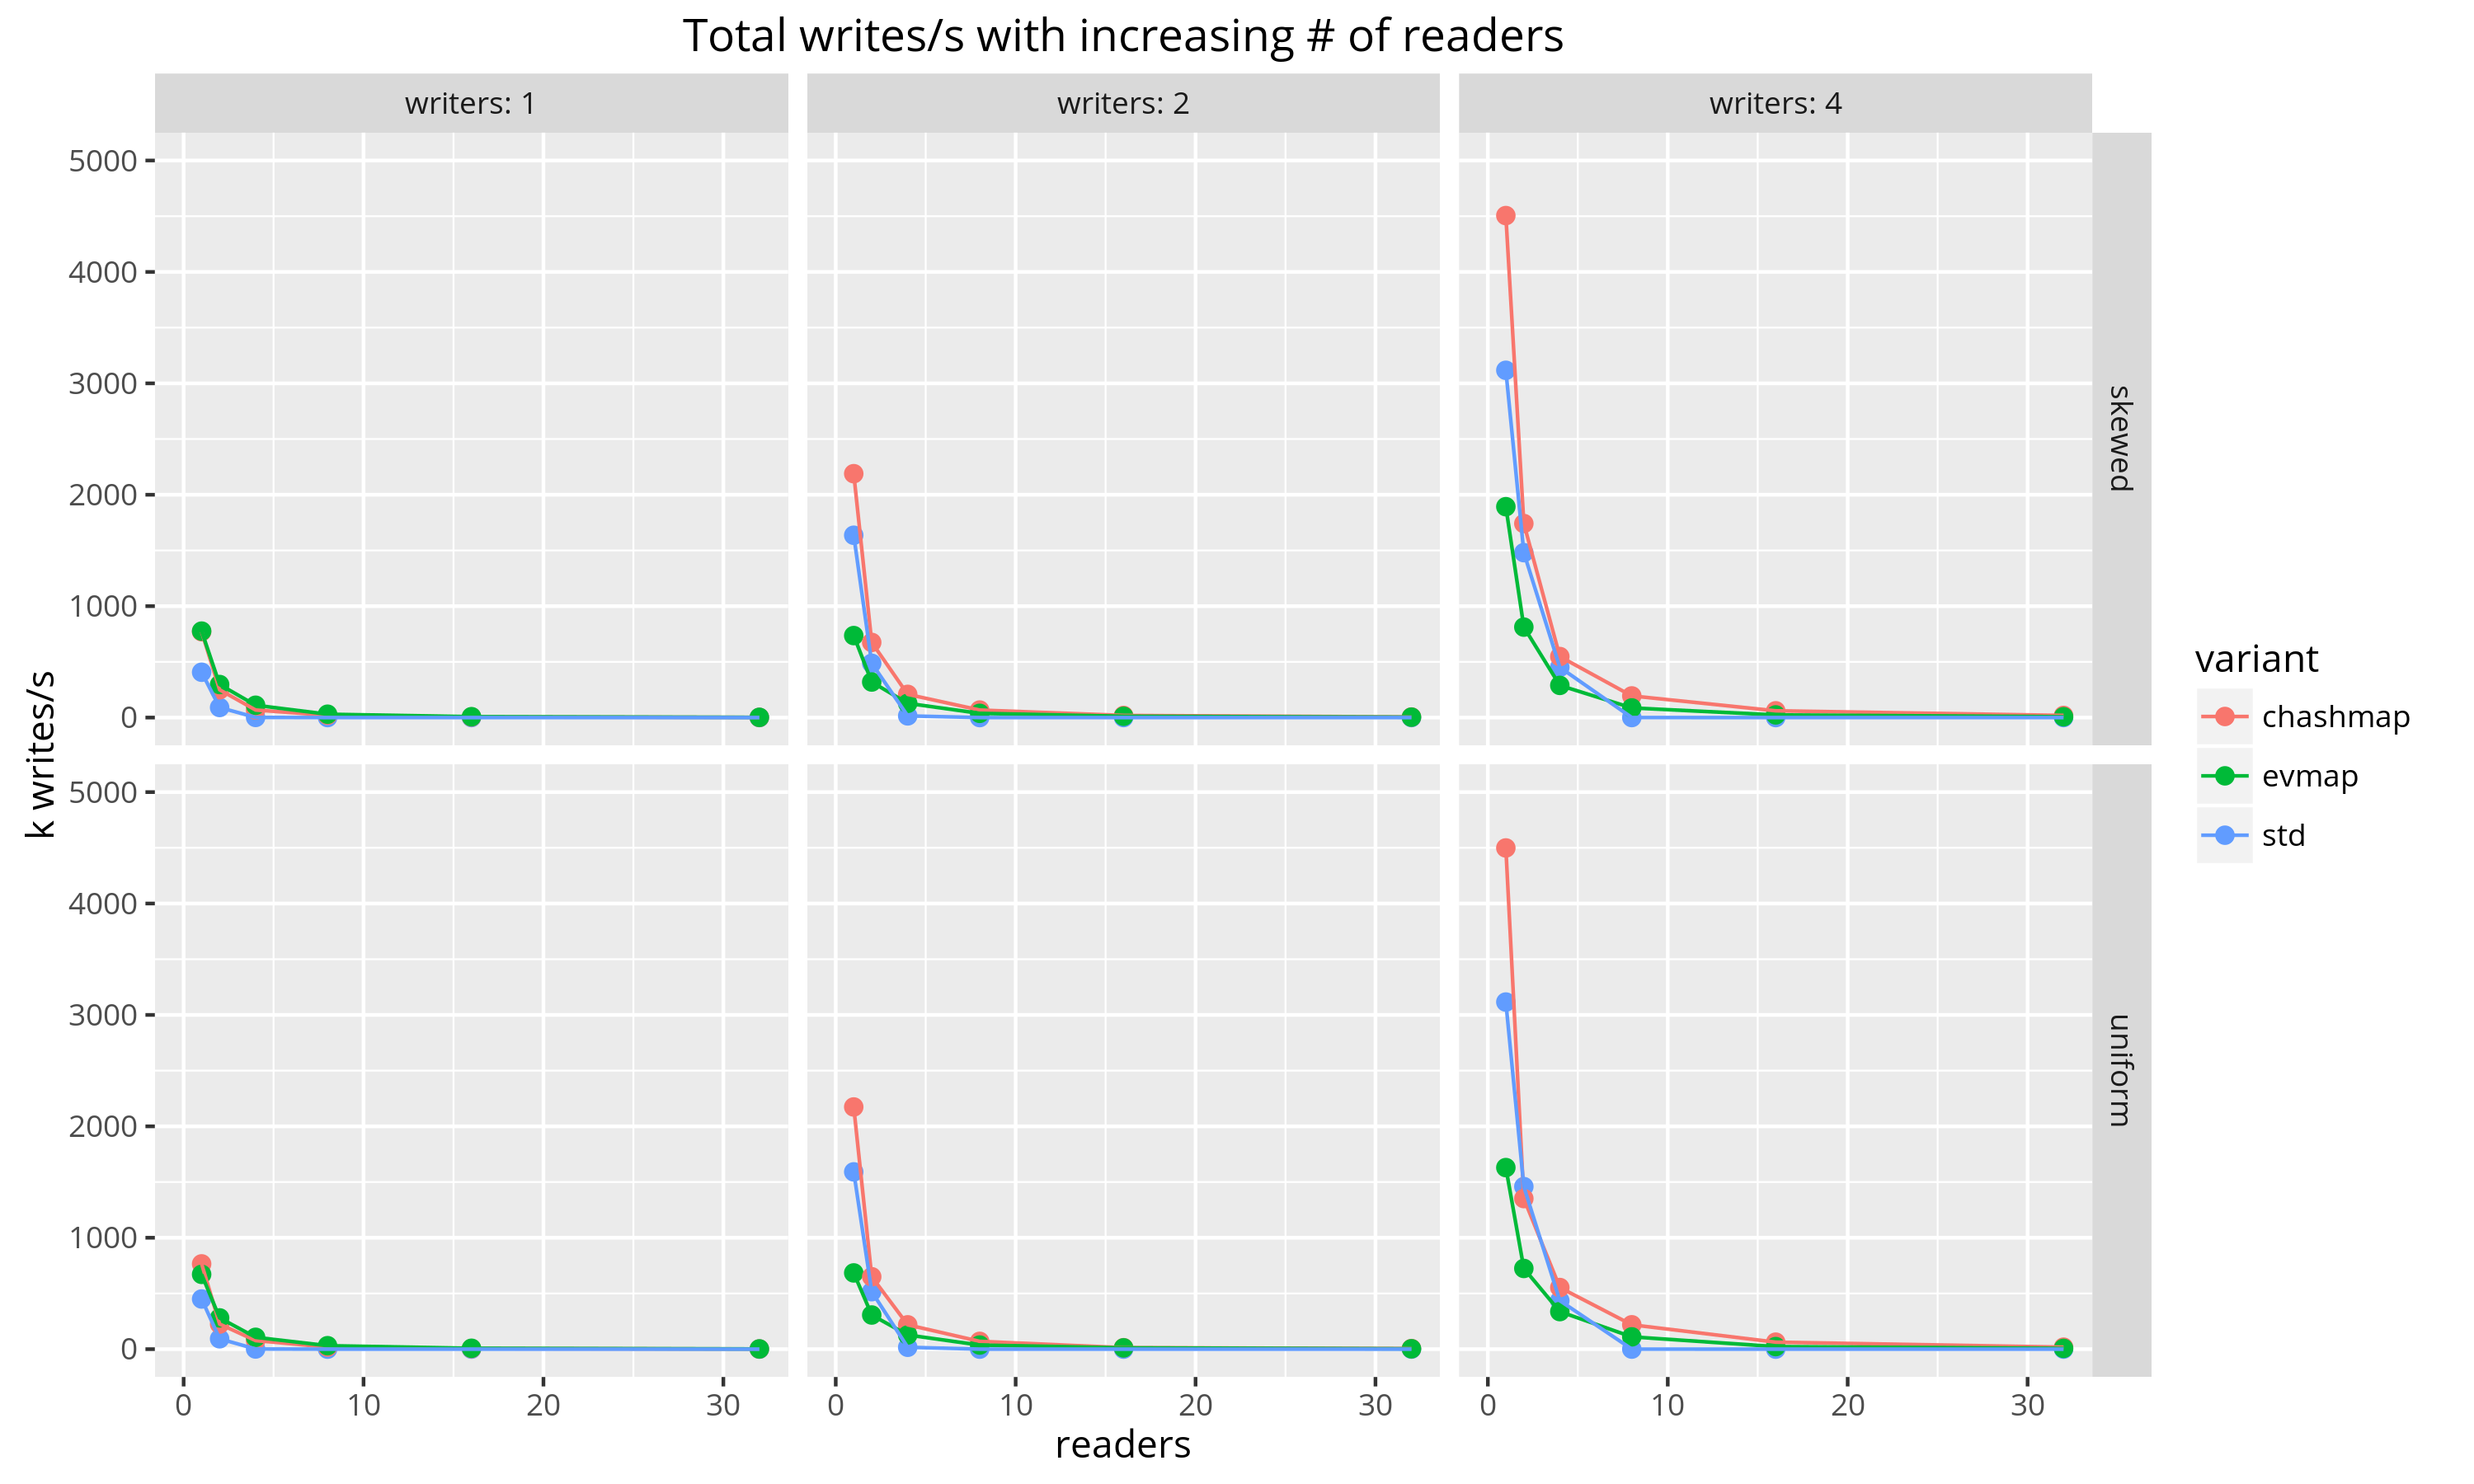 Total writes/s with increasing # of readers
writers: 1
writers: 2
writers: 4
5000
4000
3000
2000
1000
0
skewed
5000
4000
3000
2000
1000
0
uniform
k writes/s
0 10 20 30
0 10 20 30
0 10 20 30
readers
variant
chashmap
evmap
std